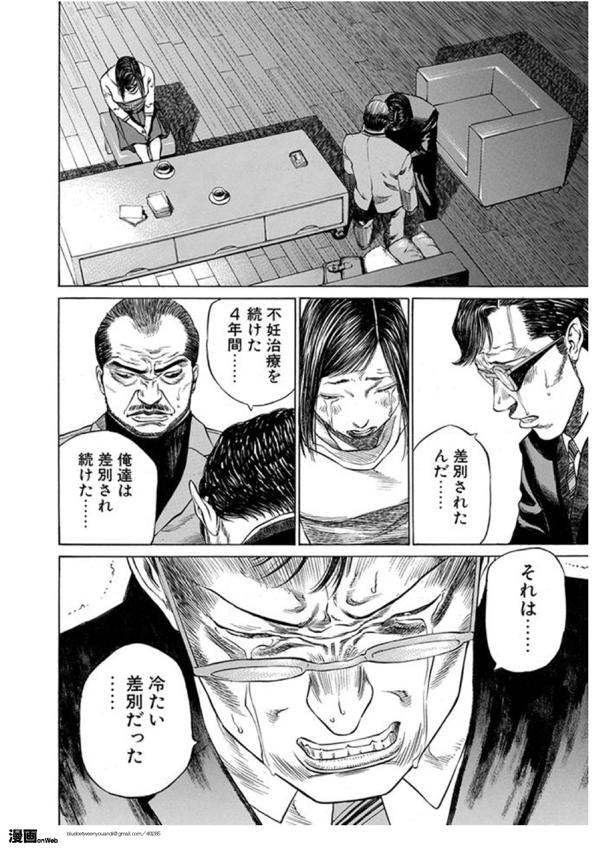 差別された
んだ……
不妊治療を
続けた
4年間……
俺達は
差別され
続けた……
それは……
冷たい
差別だった
漫画onWeb
bluebetweenyouandi@gmail.com/40285